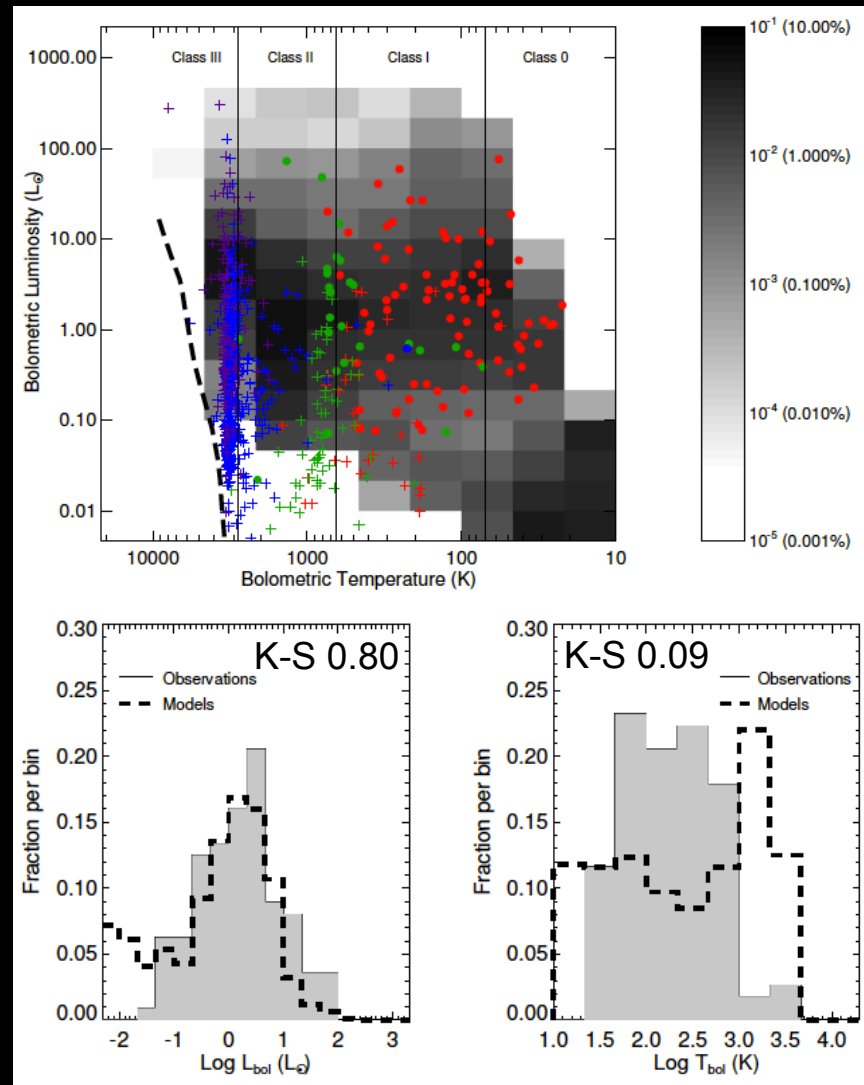 Class III Class II Class I Class 0
1000.00
100.00
10.00
1.00
0.10
0.01
Bolometric Luminosity (L☉)
10000 1000 100 10
Bolometric Temperature (K)
10⁻¹ (10.00%)
10⁻² (1.000%)
10⁻³ (0.100%)
10⁻⁴ (0.010%)
10⁻⁵ (0.001%)
K-S 0.80
Observations
Models
0.30
0.25
0.20
0.15
0.10
0.05
0.00
Fraction per bin
-2 -1 0 1 2 3
Log L_bol (L☉)
K-S 0.09
Observations
Models
0.30
0.25
0.20
0.15
0.10
0.05
0.00
Fraction per bin
1.0 1.5 2.0 2.5 3.0 3.5 4.0
Log T_bol (K)